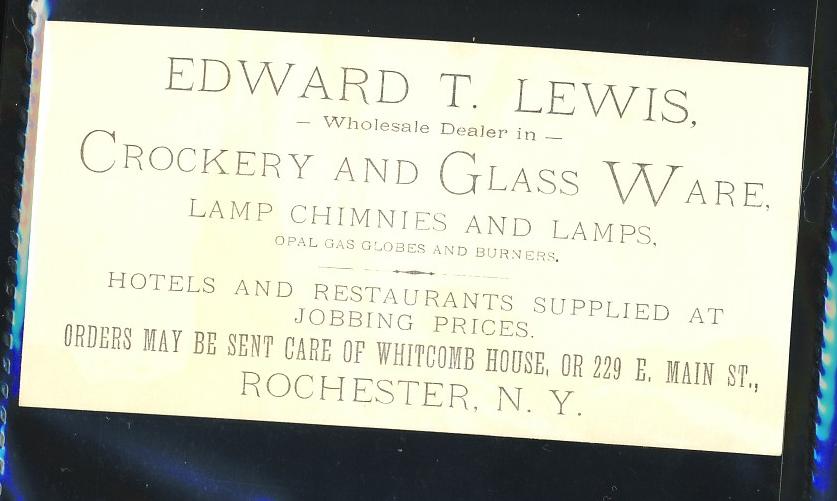 EDWARD T. LEWIS,
– Wholesale Dealer in –
CROCKERY AND GLASS WARE,
LAMP CHIMNIES AND LAMPS,
OPAL GAS GLOBES AND BURNERS.
HOTELS AND RESTAURANTS SUPPLIED AT
JOBBING PRICES.
ORDERS MAY BE SENT CARE OF WHITCOMB HOUSE, OR 229 E. MAIN ST.,
ROCHESTER, N. Y.